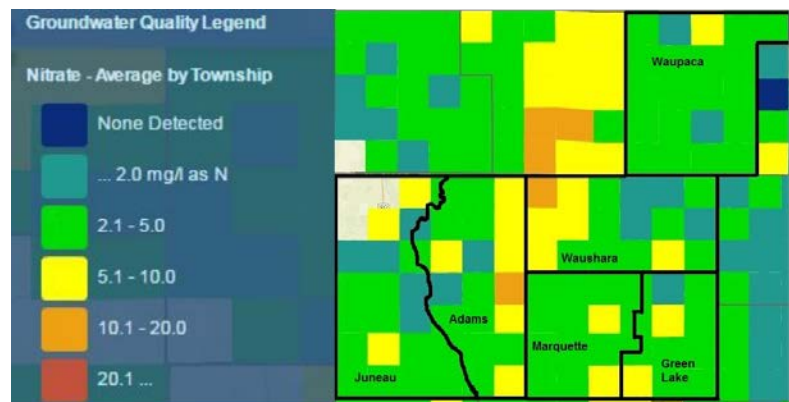 Groundwater Quality Legend
Nitrate - Average by Township
None Detected
... 2.0 mg/l as N
2.1 - 5.0
5.1 - 10.0
10.1 - 20.0
20.1 ...
Waupaca
Waushara
Adams
Marquette
Juneau
Green
Lake